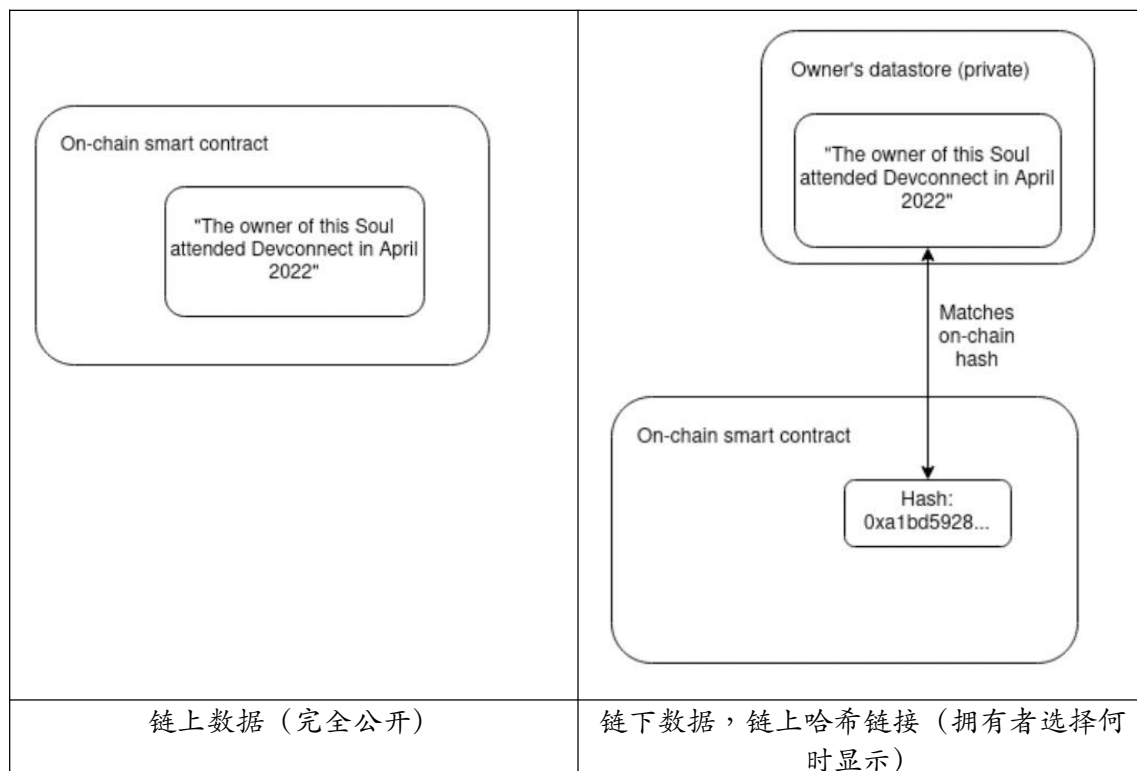 On-chain smart contract
"The owner of this Soul
attended Devconnect in April
2022"
链上数据（完全公开）
Owner's datastore (private)
"The owner of this Soul
attended Devconnect in April
2022"
Matches
on-chain
hash
On-chain smart contract
Hash:
0xa1bd5928...
链下数据，链上哈希链接（拥有者选择何
时显示）